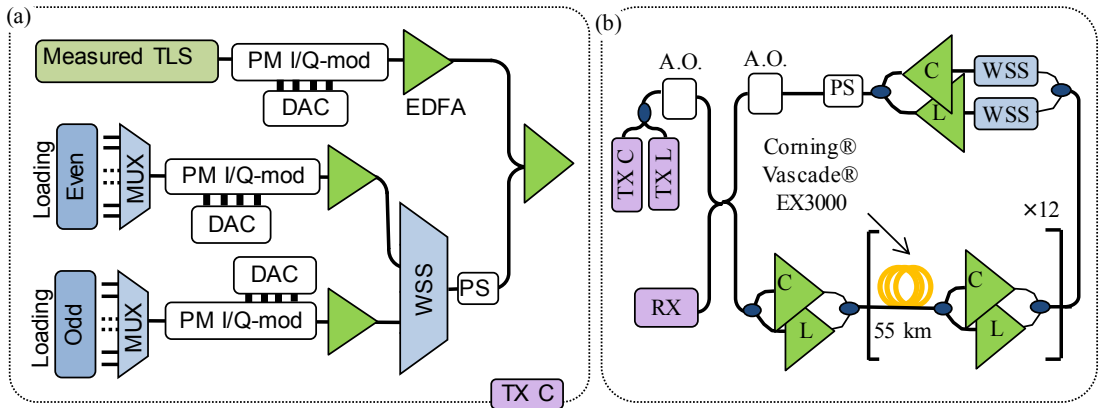 (a)
Measured TLS
PM I/Q-mod
DAC
EDFA
Loading
Even
MUX
PM I/Q-mod
DAC
WSS
PS
Loading
Odd
MUX
DAC
PM I/Q-mod
TX C
(b)
A.O.
A.O.
PS
C
L
WSS
WSS
TX C
TX L
Corning®
Vascade®
EX3000
×12
RX
C
L
55 km
C
L